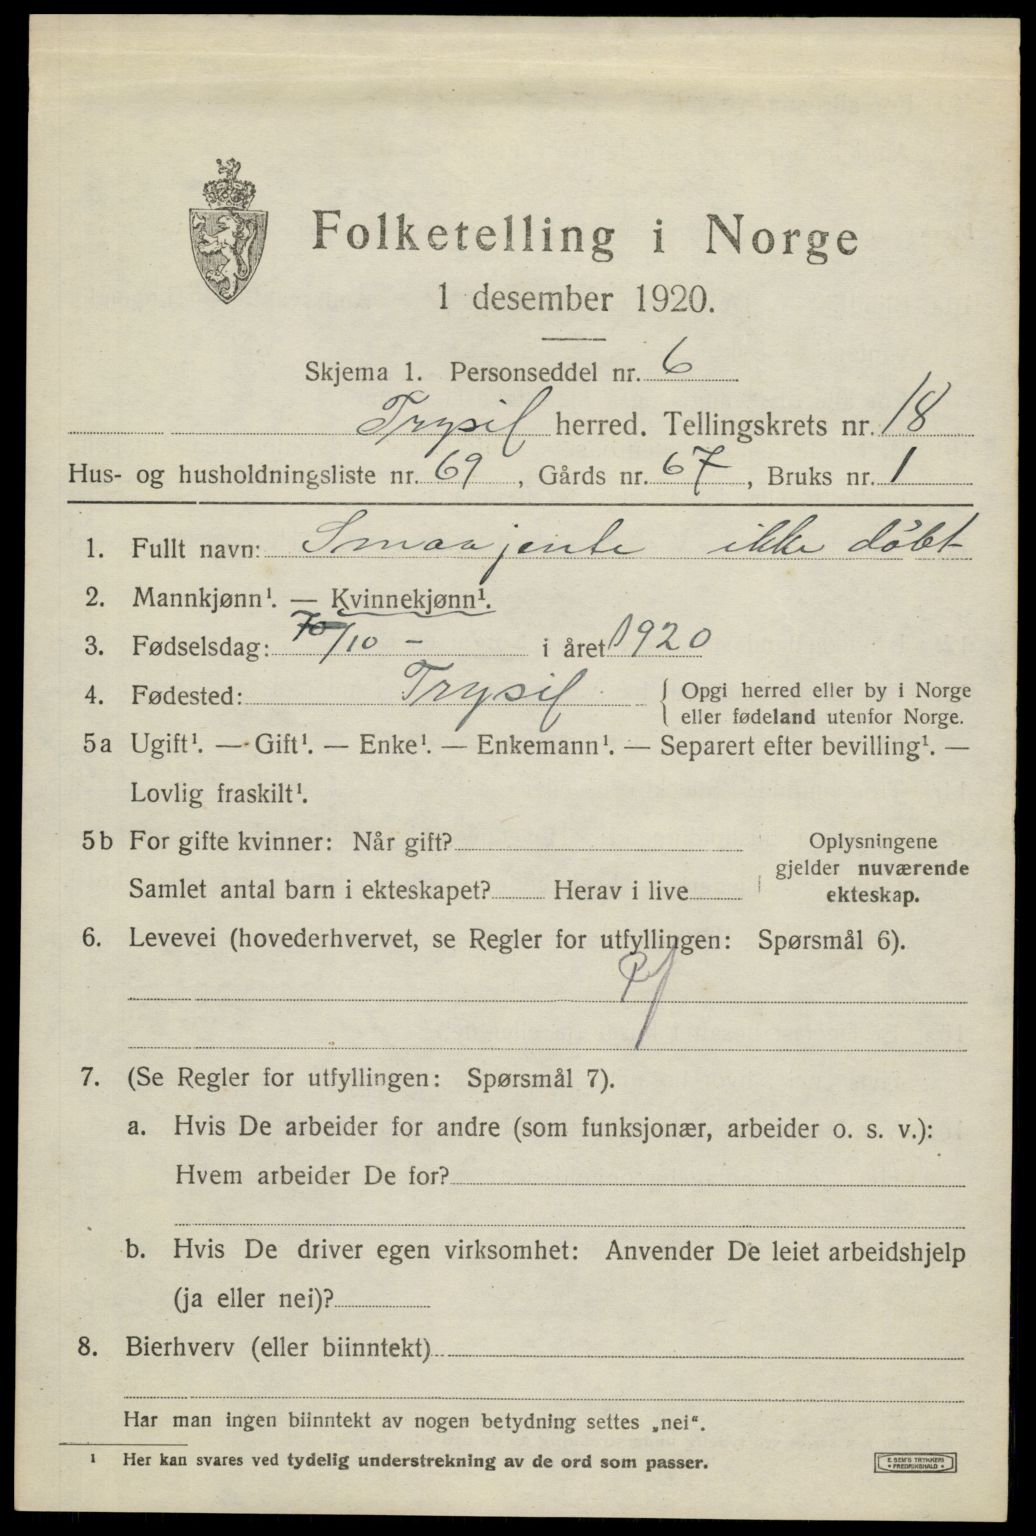 Folketelling i Norge
1 desember 1920.
Skjema 1. Personseddel nr. 6
Trysil herred. Tellingskrets nr. 18
Hus- og husholdningsliste nr. 69, Gårds nr. 67, Bruks nr. 1
1. Fullt navn: Smaajente ikke døbt
2. Mannkjønn¹. — Kvinnekjønn¹.
3. Fødselsdag: /10 – i året 1920
4. Fødested: Trysil { Opgi herred eller by i Norge
eller fødeland utenfor Norge.
5a Ugift¹. — Gift¹. — Enke¹. — Enkemann¹. — Separert efter bevilling¹. —
Lovlig fraskilt¹.
5b For gifte kvinner: Når gift?
Samlet antal barn i ekteskapet? Herav i live
Oplysningene
gjelder nuværende
ekteskap.
6. Levevei (hovederhvervet, se Regler for utfyllingen: Spørsmål 6).
7. (Se Regler for utfyllingen: Spørsmål 7).
a. Hvis De arbeider for andre (som funksjonær, arbeider o. s. v.):
Hvem arbeider De for?
b. Hvis De driver egen virksomhet: Anvender De leiet arbeidshjelp
(ja eller nei)?
8. Bierhverv (eller biinntekt)
Har man ingen biinntekt av nogen betydning settes „nei“.
¹ Her kan svares ved tydelig understrekning av de ord som passer.
E. SEM'S TRYKKERI
* FREDRIKSHALD *